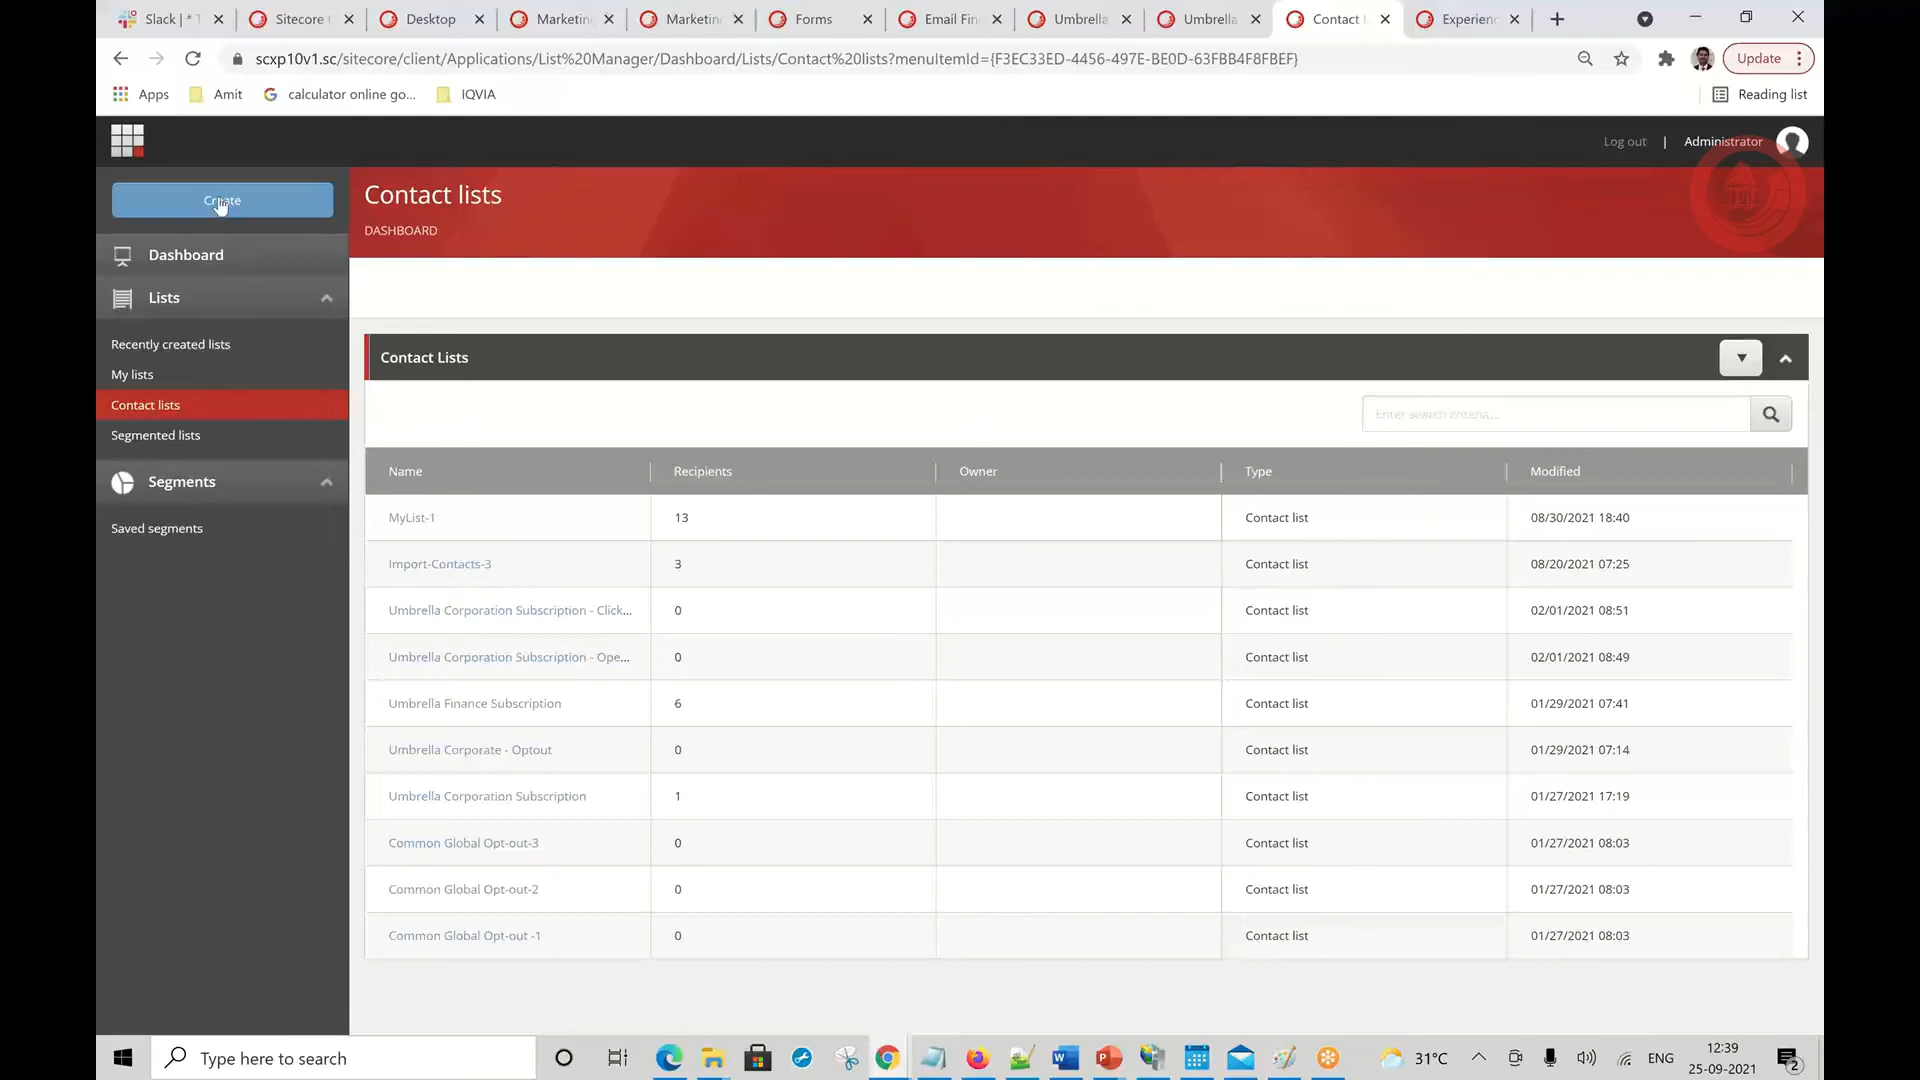 Slack | * T
Sitecore
Desktop
Marketin
Marketin
Forms
Email Fin
Umbrella
Umbrella
Contact
Experienc
scxp10v1.sc/sitecore/client/Applications/List%20Manager/Dashboard/Lists/Contact%20lists?menuItemId={F3EC33ED-4456-497E-BE0D-63FBB4F8FBEF}
Update
Apps
Amit
calculator online go...
IQVIA
Reading list
Log out | Administrator
Create
Contact lists
DASHBOARD
Dashboard
Lists
Recently created lists
My lists
Contact lists
Segmented lists
Segments
Saved segments
Contact Lists
Enter search criteria...
Name Recipients Owner Type Modified
MyList-1 13 Contact list 08/30/2021 18:40
Import-Contacts-3 3 Contact list 08/20/2021 07:25
Umbrella Corporation Subscription - Click... 0 Contact list 02/01/2021 08:51
Umbrella Corporation Subscription - Ope... 0 Contact list 02/01/2021 08:49
Umbrella Finance Subscription 6 Contact list 01/29/2021 07:41
Umbrella Corporate - Optout 0 Contact list 01/29/2021 07:14
Umbrella Corporation Subscription 1 Contact list 01/27/2021 17:19
Common Global Opt-out-3 0 Contact list 01/27/2021 08:03
Common Global Opt-out-2 0 Contact list 01/27/2021 08:03
Common Global Opt-out -1 0 Contact list 01/27/2021 08:03
Type here to search
31°C
ENG
12:39
25-09-2021
2